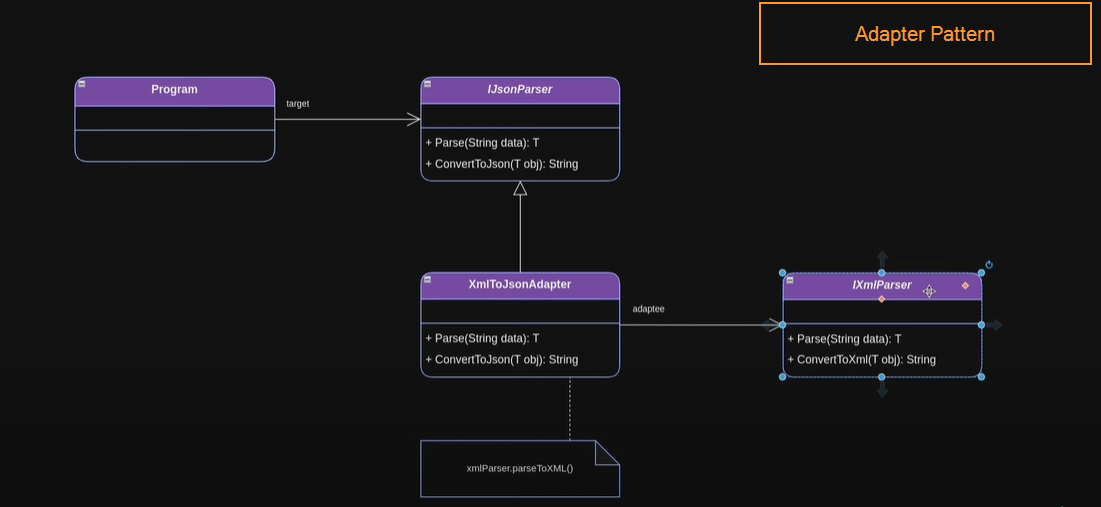 Adapter Pattern
Program
target
IJsonParser
+ Parse(String data): T
+ ConvertToJson(T obj): String
XmlToJsonAdapter
+ Parse(String data): T
+ ConvertToJson(T obj): String
adaptee
IXmlParser
+ Parse(String data): T
+ ConvertToXml(T obj): String
xmlParser.parseToXML()